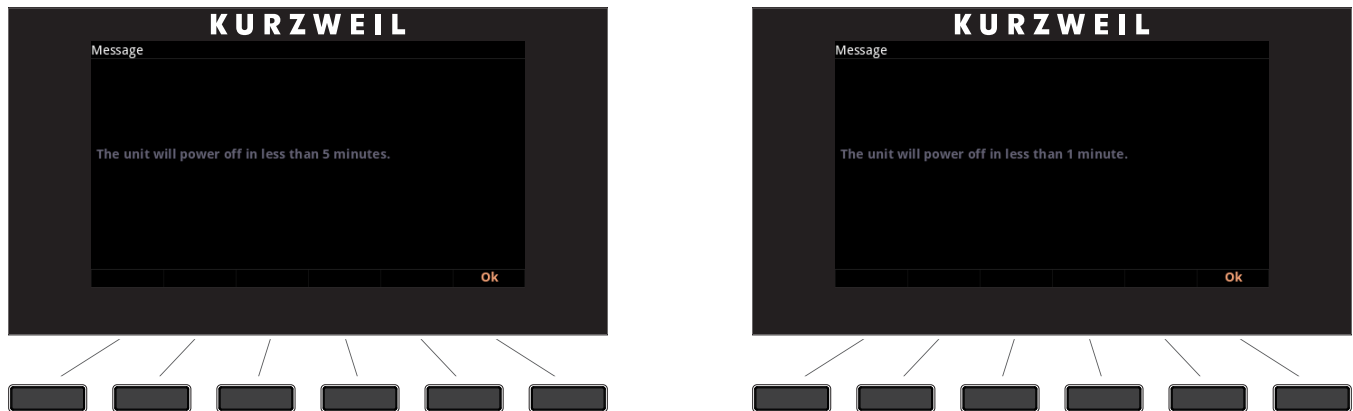 KURZWEIL
Message
The unit will power off in less than 5 minutes.
Ok
KURZWEIL
Message
The unit will power off in less than 1 minute.
Ok